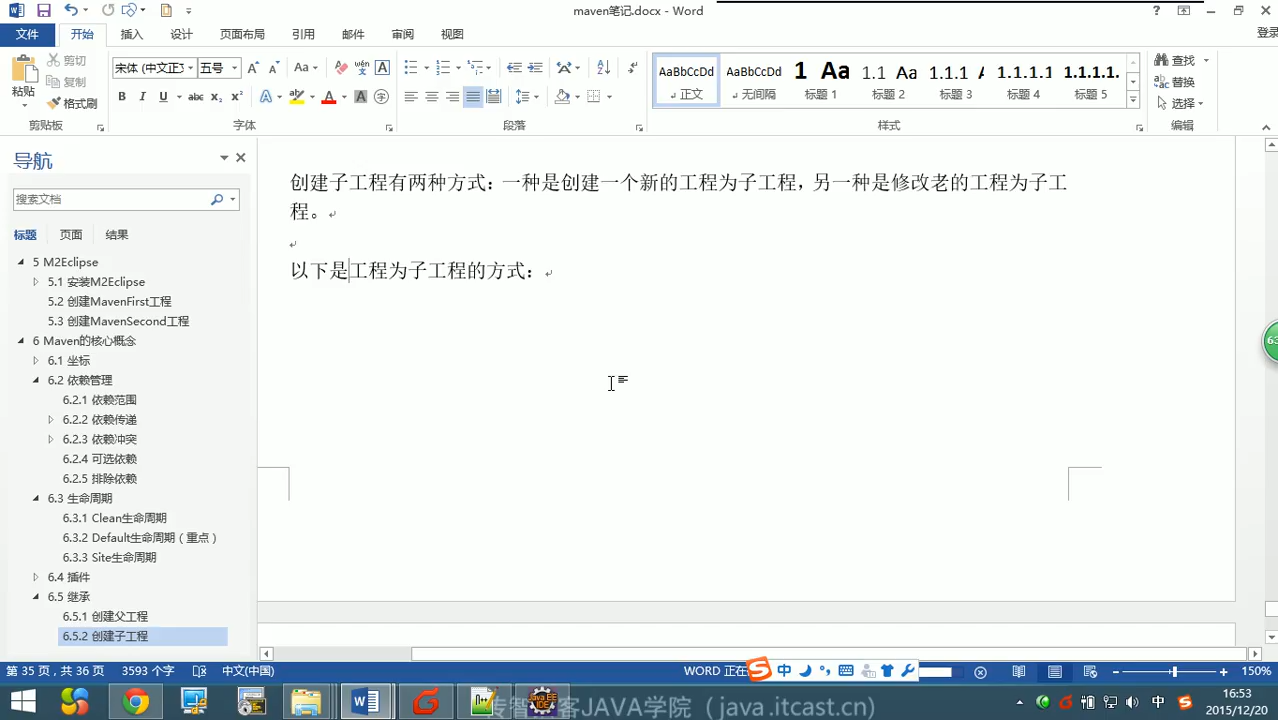 maven笔记.docx - Word
文件 开始 插入 设计 页面布局 引用 邮件 审阅 视图 登录
粘贴 剪切 复制 格式刷
宋体 (中文正 五号
AaBbCcDd AaBbCcDd 1 Aa 1.1 Aa 1.1.1 A 1.1.1.1 1.1.1.1.
正文 无间隔 标题 1 标题 2 标题 3 标题 4 标题 5
查找 替换 选择
剪贴板 字体 段落 样式 编辑
导航
搜索文档
标题 页面 结果
5 M2Eclipse
5.1 安装M2Eclipse
5.2 创建MavenFirst工程
5.3 创建MavenSecond工程
6 Maven的核心概念
6.1 坐标
6.2 依赖管理
6.2.1 依赖范围
6.2.2 依赖传递
6.2.3 依赖冲突
6.2.4 可选依赖
6.2.5 排除依赖
6.3 生命周期
6.3.1 Clean生命周期
6.3.2 Default生命周期（重点）
6.3.3 Site生命周期
6.4 插件
6.5 继承
6.5.1 创建父工程
6.5.2 创建子工程
创建子工程有两种方式：一种是创建一个新的工程为子工程，另一种是修改老的工程为子工
程。
以下是工程为子工程的方式：
第 35 页，共 36 页 3593 个字 中文(中国) WORD 正在 中 150%
传智播客JAVA学院（java.itcast.cn）
中 16:53
2015/12/20